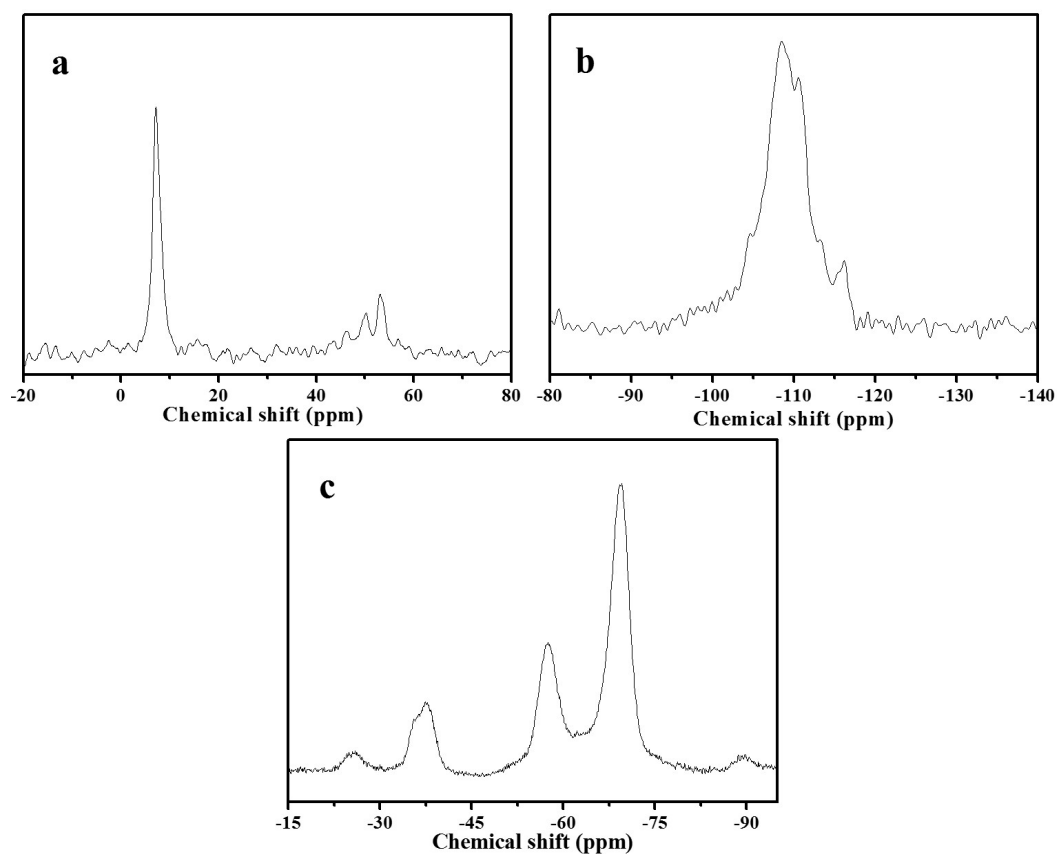 a
-20 0 20 40 60 80
Chemical shift (ppm)
b
-80 -90 -100 -110 -120 -130 -140
Chemical shift (ppm)
c
-15 -30 -45 -60 -75 -90
Chemical shift (ppm)